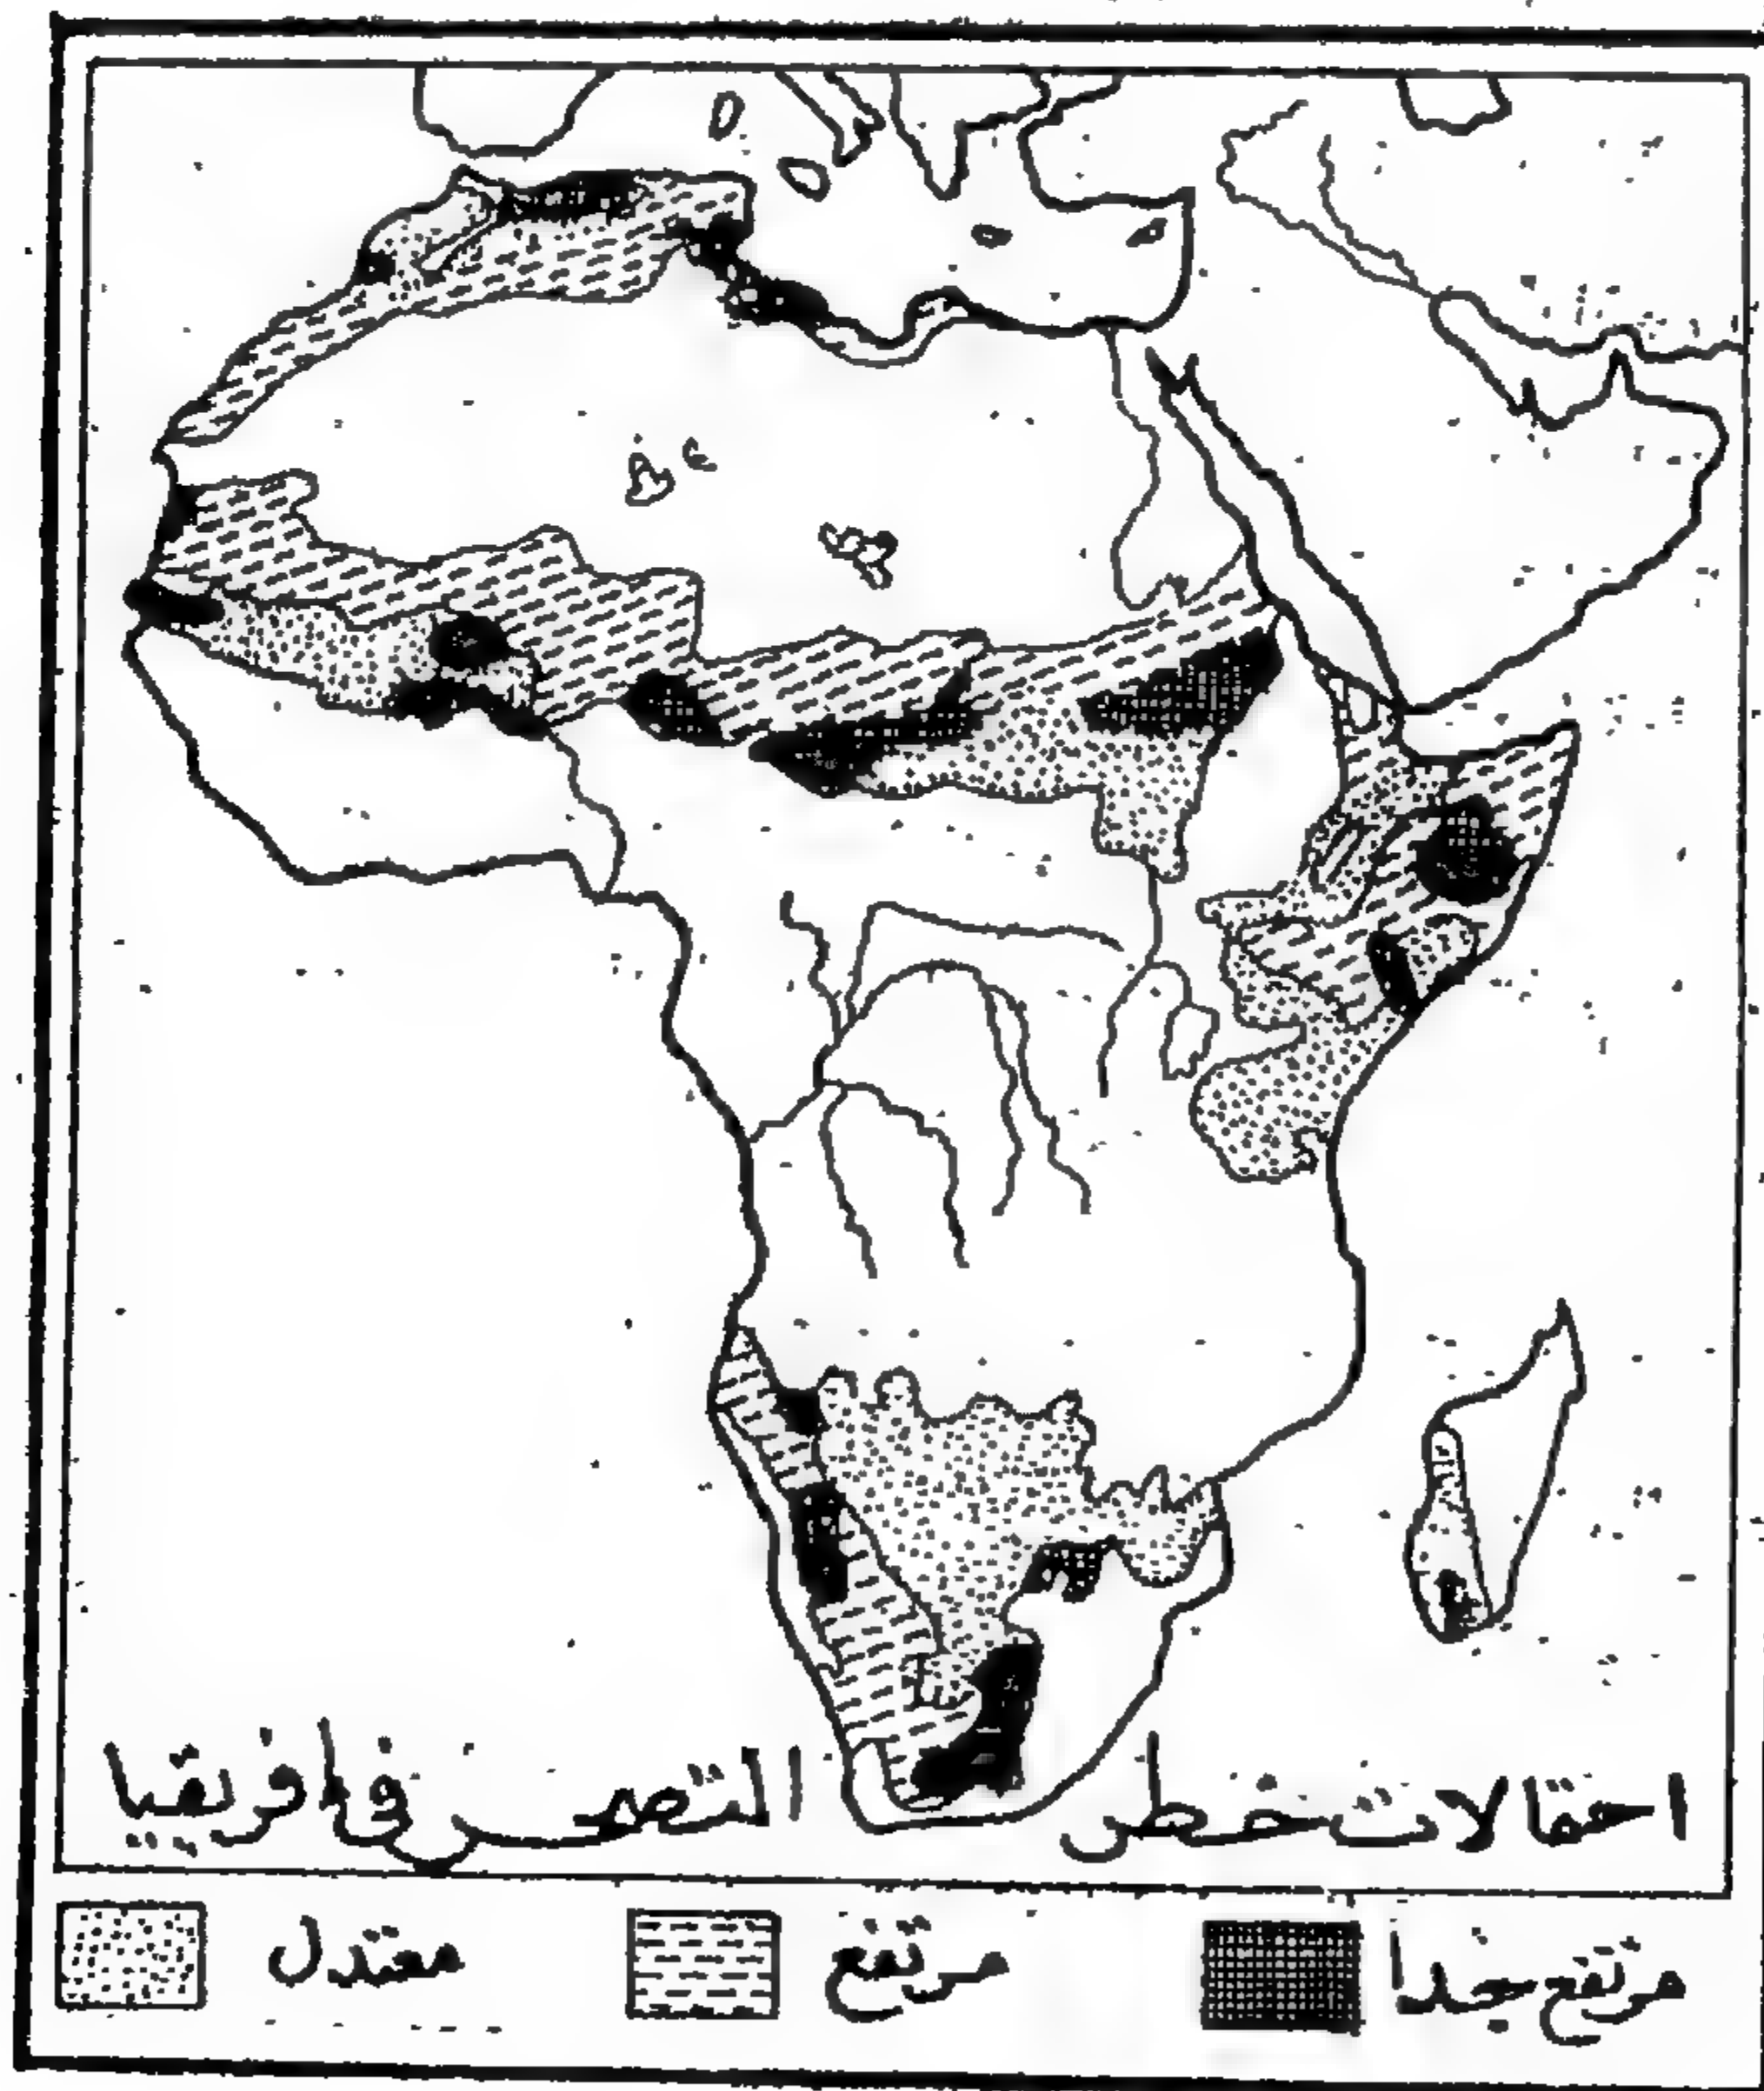 احتمالات خطر التصحر في افريقيا
مرتفع جداً
مرتفع
معتدل